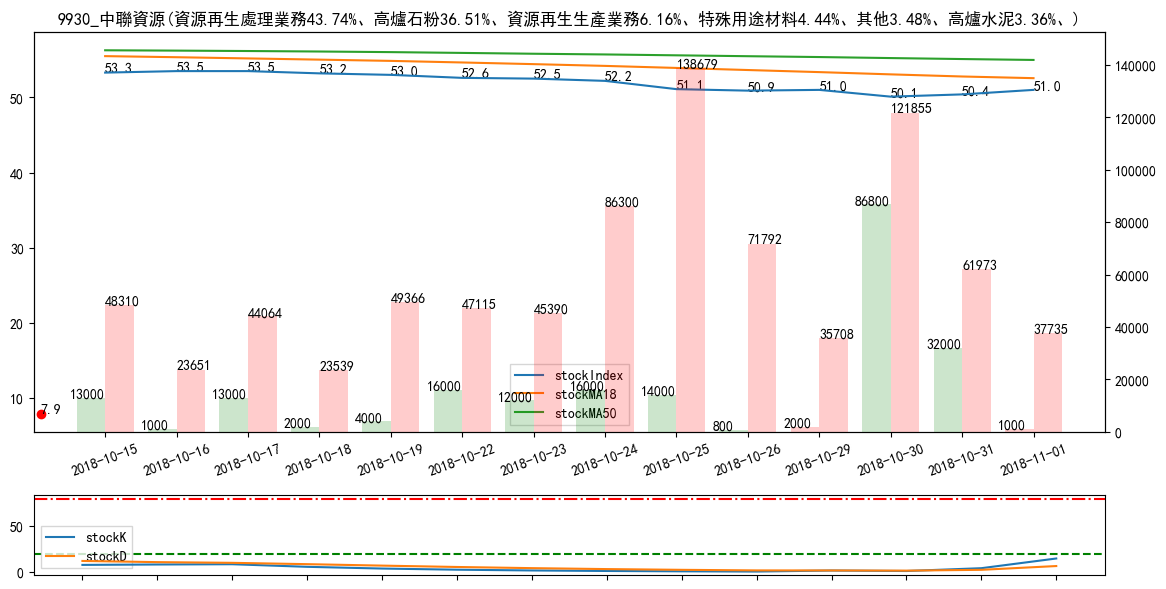 9930_中聯資源(資源再生處理業務43.74%、高爐石粉36.51%、資源再生生產業務6.16%、特殊用途材料4.44%、其他3.48%、高爐水泥3.36%、)
53.3 53.5 53.5 53.2 53.0 52.6 52.5 52.2 51.1 50.9 51.0 50.1 50.4 51.0
50 40 30 20 10
140000 120000 100000 80000 60000 40000 20000 0
48310 23651 44064 23539 49366 47115 45390 86300 138679 71792 35708 121855 61973 37735
13000 1000 13000 2000 4000 16000 12000 16000 14000 800 2000 86800 32000 1000
7.9
stockIndex
stockMA18
stockMA50
2018-10-15 2018-10-16 2018-10-17 2018-10-18 2018-10-19 2018-10-22 2018-10-23 2018-10-24 2018-10-25 2018-10-26 2018-10-29 2018-10-30 2018-10-31 2018-11-01
50
0
stockK
stockD